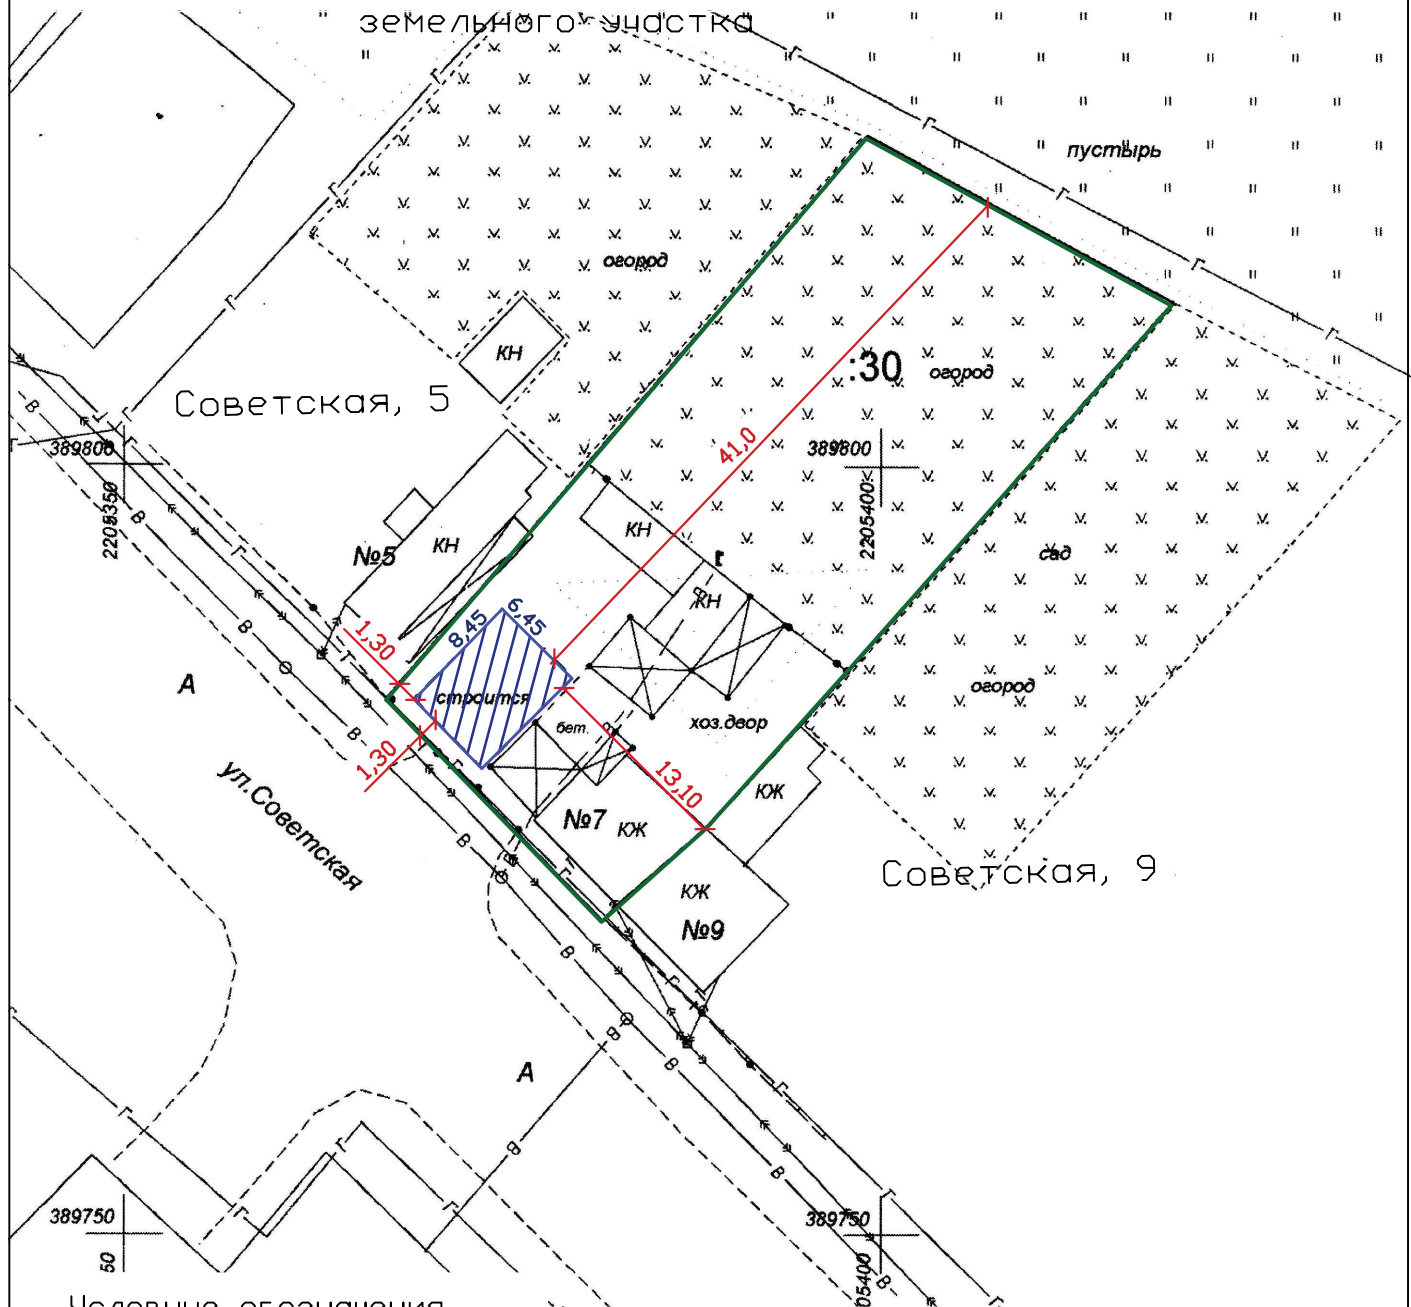 земельного участка
пустырь
огород
КН
Советская, 5
:30
огород
41,0
389800
389800
2205350
2205400
№5
КН
КН
сад
КН
1,30
8,45
6,45
строится
огород
А
бет.
хоз.двор
1,30
13,10
КЖ
№7
КЖ
ул.Советская
Советская, 9
КЖ
№9
А
В
В
В
В
В
В
В
В
В
В
В
Г
Г
Г
Г
Г
Г
Г
Г
389750
389750
50
05400
Условные обозначения